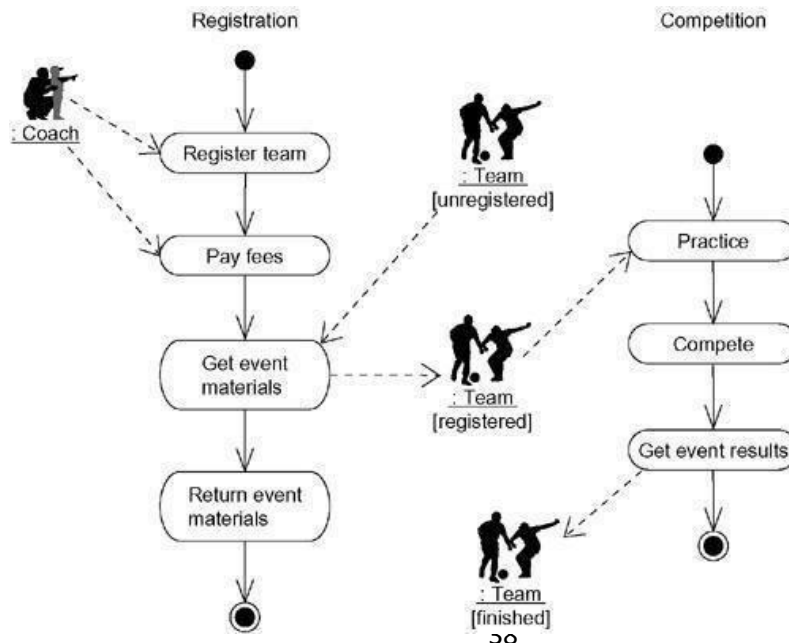 Registration
Competition
: Coach
Register team
: Team
[unregistered]
Pay fees
Practice
Get event
materials
: Team
[registered]
Compete
Get event results
Return event
materials
: Team
[finished]
38